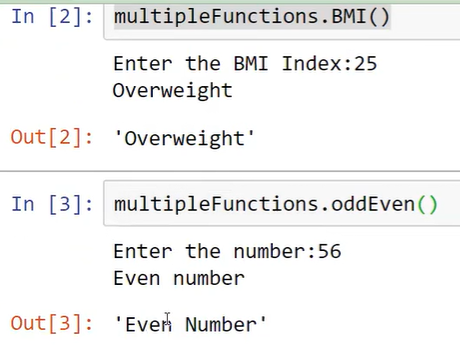 In [2]: multipleFunctions.BMI()
Enter the BMI Index:25
Overweight
Out[2]: 'Overweight'
In [3]: multipleFunctions.oddEven()
Enter the number:56
Even number
Out[3]: 'Even Number'